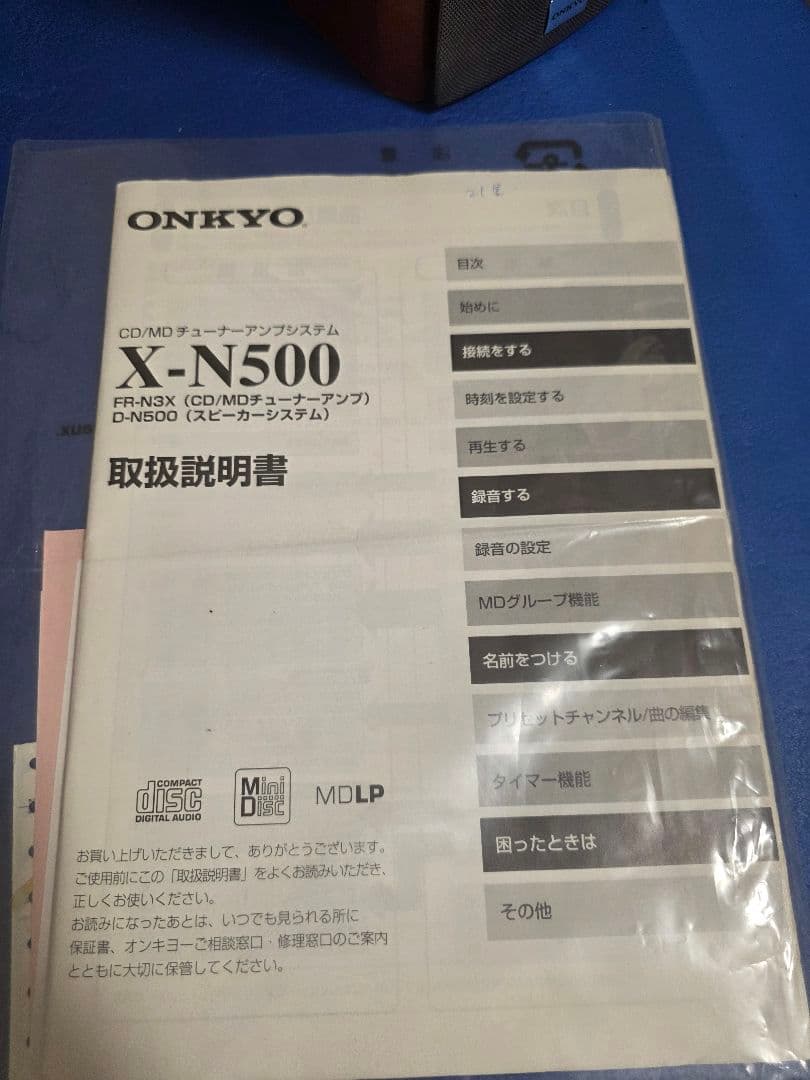 ONKYO
ONKYO
CD/MD チューナーアンプシステム
X-N500
FR-N3X（CD/MDチューナーアンプ）
D-N500（スピーカーシステム）
取扱説明書
目次
始めに
接続をする
時刻を設定する
再生する
録音する
録音の設定
MDグループ機能
名前をつける
プリセットチャンネル/曲の編集
タイマー機能
困ったときは
その他
COMPACT
disc
DIGITAL AUDIO
Mini
Disc
MDLP
お買い上げいただきまして、ありがとうございます。
ご使用前にこの「取扱説明書」をよくお読みいただき、
正しくお使いください。
お読みになったあとは、いつでも見られる所に
保証書、オンキヨーご相談窓口・修理窓口のご案内
とともに大切に保管してください。